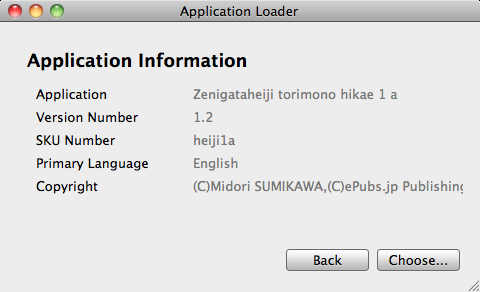 Application Loader
Application Information
Application Zenigataheiji torimono hikae 1 a
Version Number 1.2
SKU Number heiji1a
Primary Language English
Copyright (C)Midori SUMIKAWA,(C)ePubs.jp Publishing
Back Choose...